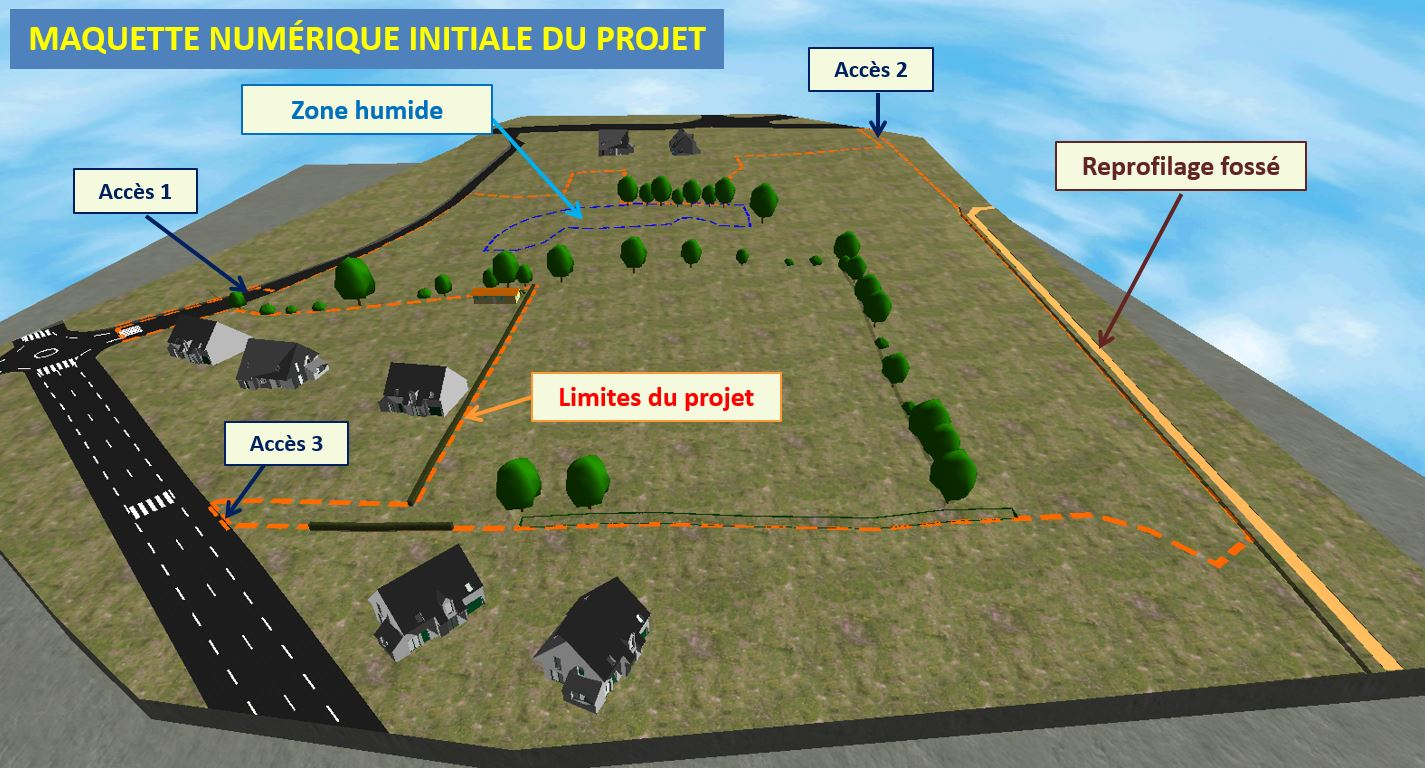 MAQUETTE NUMÉRIQUE INITIALE DU PROJET
Accès 2
Zone humide
Reprofilage fossé
Accès 1
Limites du projet
Accès 3